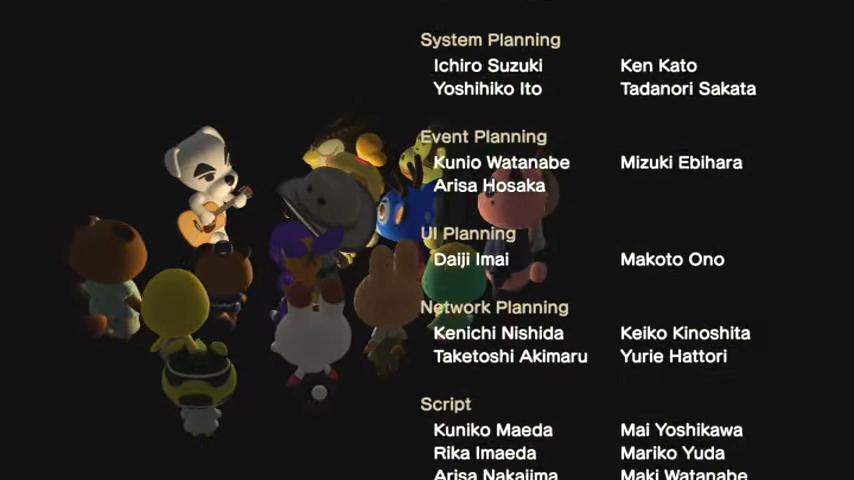 System Planning
Ichiro Suzuki Ken Kato
Yoshihiko Ito Tadanori Sakata
Event Planning
Kunio Watanabe Mizuki Ebihara
Arisa Hosaka
UI Planning
Daiji Imai Makoto Ono
Network Planning
Kenichi Nishida Keiko Kinoshita
Taketoshi Akimaru Yurie Hattori
Script
Kuniko Maeda Mai Yoshikawa
Rika Imaeda Mariko Yuda
Arisa Nakajima Maki Watanabe